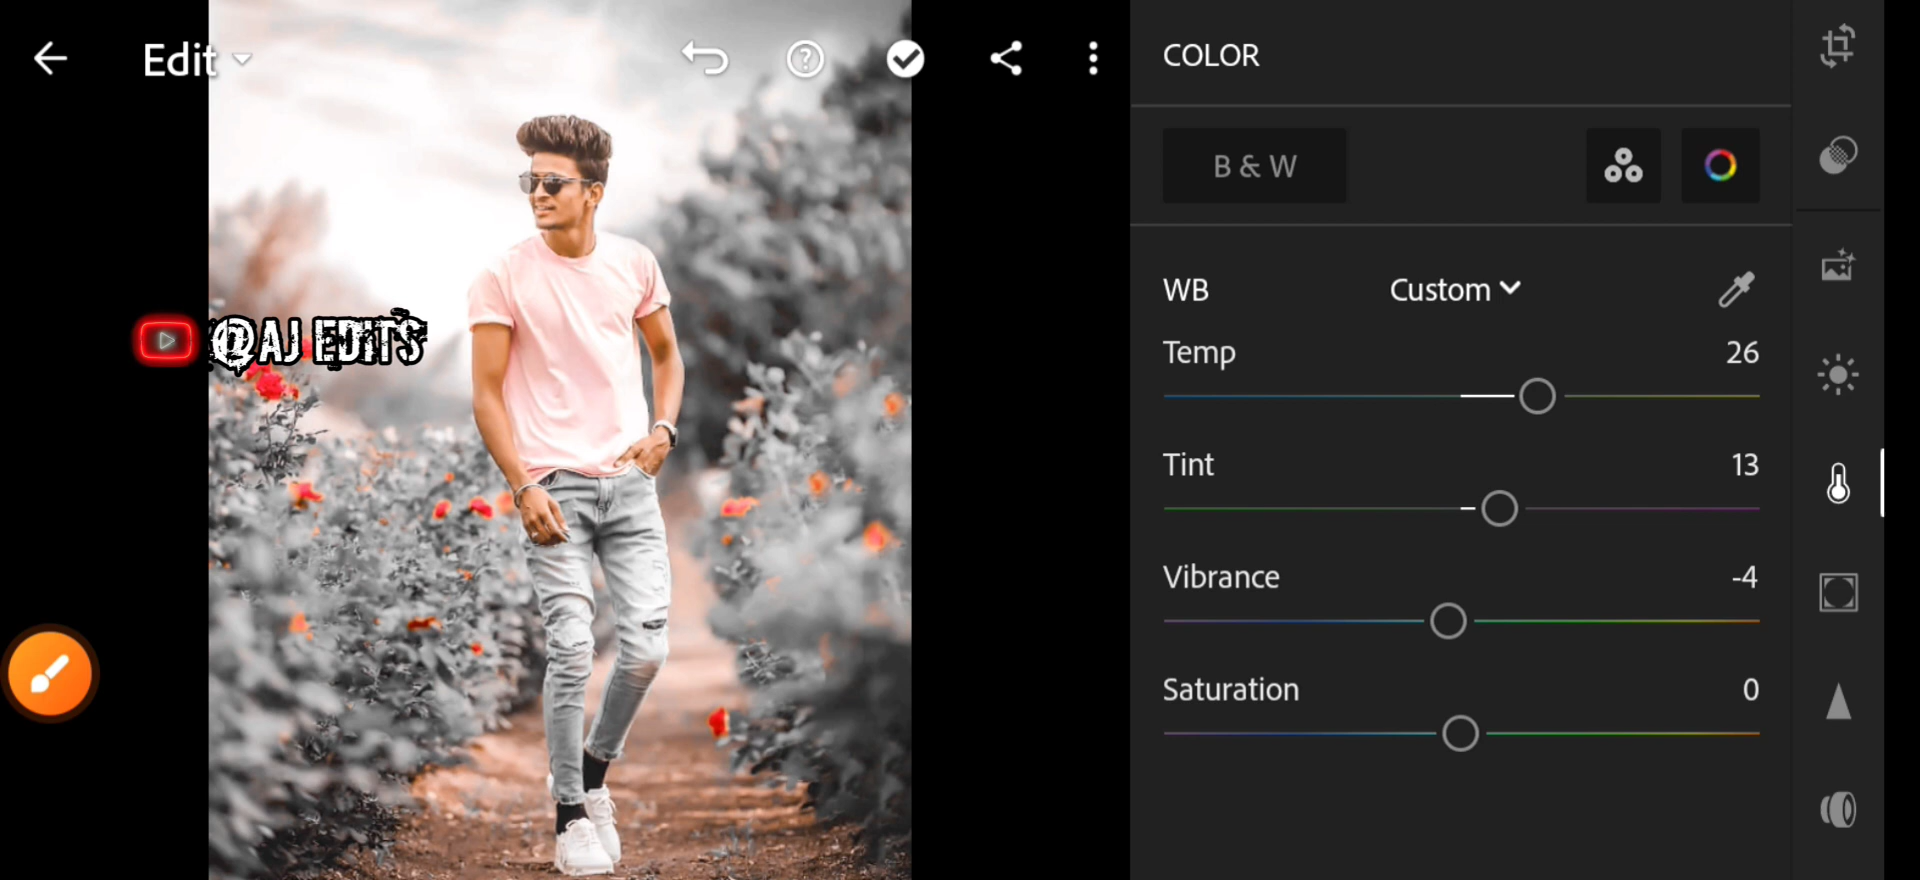 Edit
COLOR
B & W
WB Custom
Temp 26
Tint 13
Vibrance -4
Saturation 0
@AJ EDITS